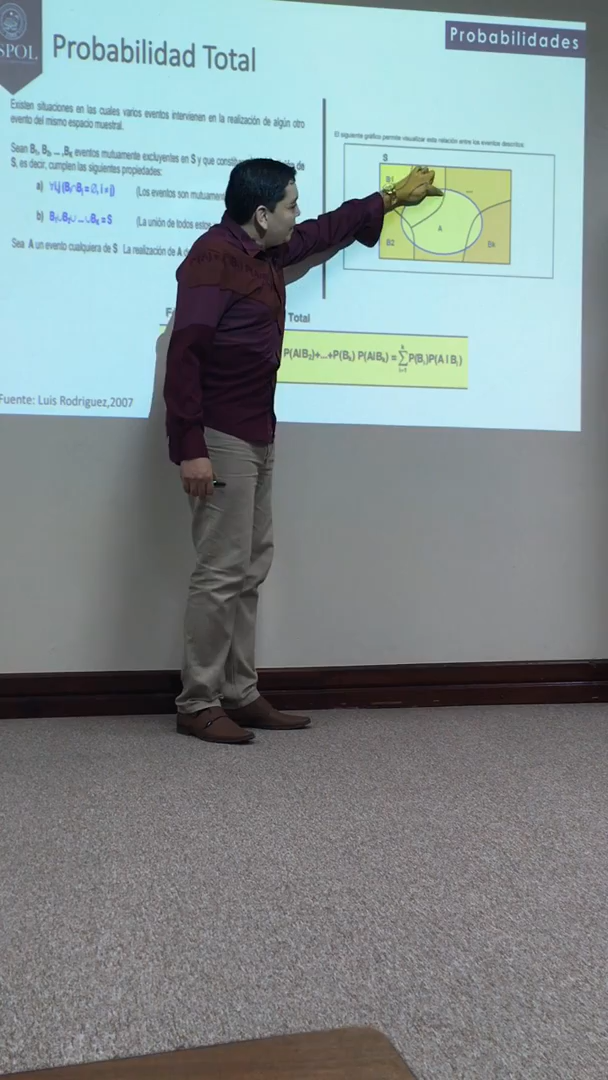 SPOL
Probabilidad Total
Probabilidades
Existen situaciones en las cuales varios eventos intervienen en la realización de algún otro
evento del mismo espacio muestral.
Sean B₁, B₂, ... ,Bₖ eventos mutuamente excluyentes en S y que de
S, es decir, cumplen las siguientes propiedades:
a) ∀i,j (Bᵢ∩Bⱼ = ∅, i ≠ j) (Los eventos son
b) B₁∪B₂∪ ... ∪Bₖ = S (La unión de todos
Sea A un evento cualquiera de S La realización de A
El siguiente gráfico permite visualizar esta relación entre los eventos descritos:
S
B1
...
A
B2
Bk
Total
P(A|B₂)+...+P(Bₖ) P(A|Bₖ) = ∑ᵢ₌₁ᵏ P(Bᵢ)P(A | Bᵢ)
Fuente: Luis Rodriguez,2007